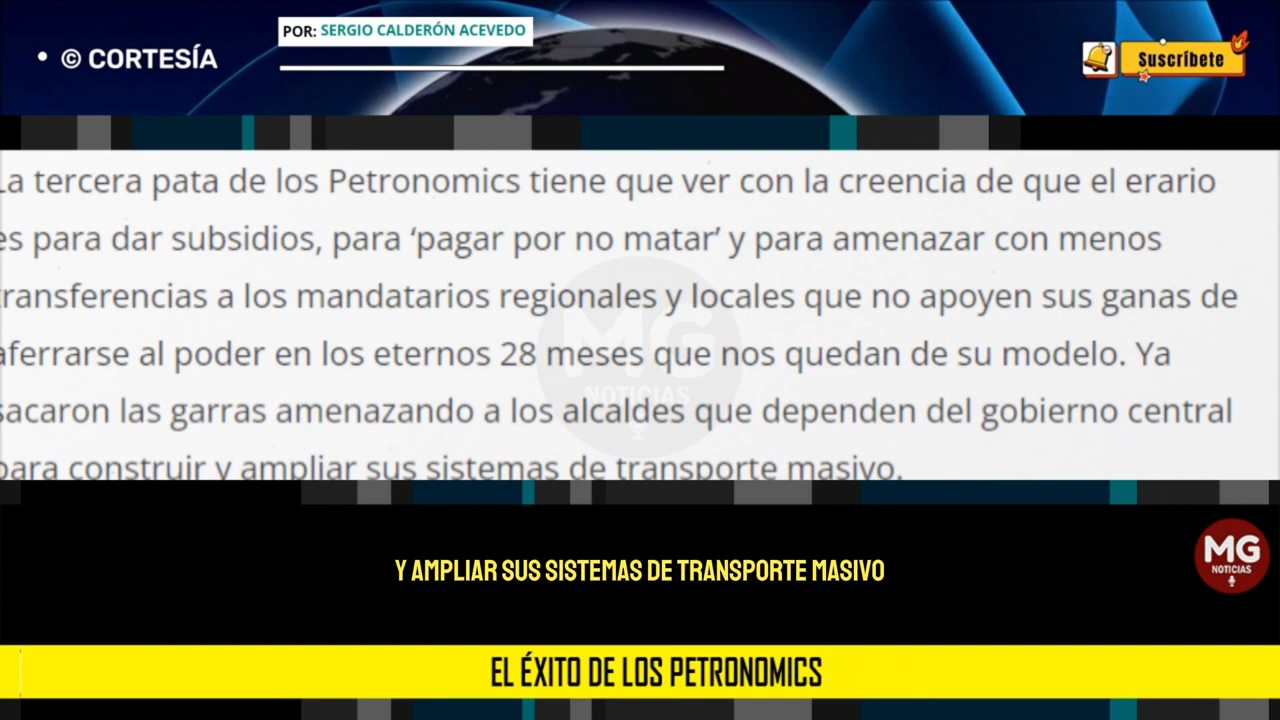 POR: SERGIO CALDERÓN ACEVEDO
• © CORTESÍA
Suscríbete
La tercera pata de los Petronomics tiene que ver con la creencia de que el erario
es para dar subsidios, para ‘pagar por no matar’ y para amenazar con menos
transferencias a los mandatarios regionales y locales que no apoyen sus ganas de
aferrarse al poder en los eternos 28 meses que nos quedan de su modelo. Ya
sacaron las garras amenazando a los alcaldes que dependen del gobierno central
para construir y ampliar sus sistemas de transporte masivo.
MG
NOTICIAS
Y AMPLIAR SUS SISTEMAS DE TRANSPORTE MASIVO
MG
NOTICIAS
EL ÉXITO DE LOS PETRONOMICS